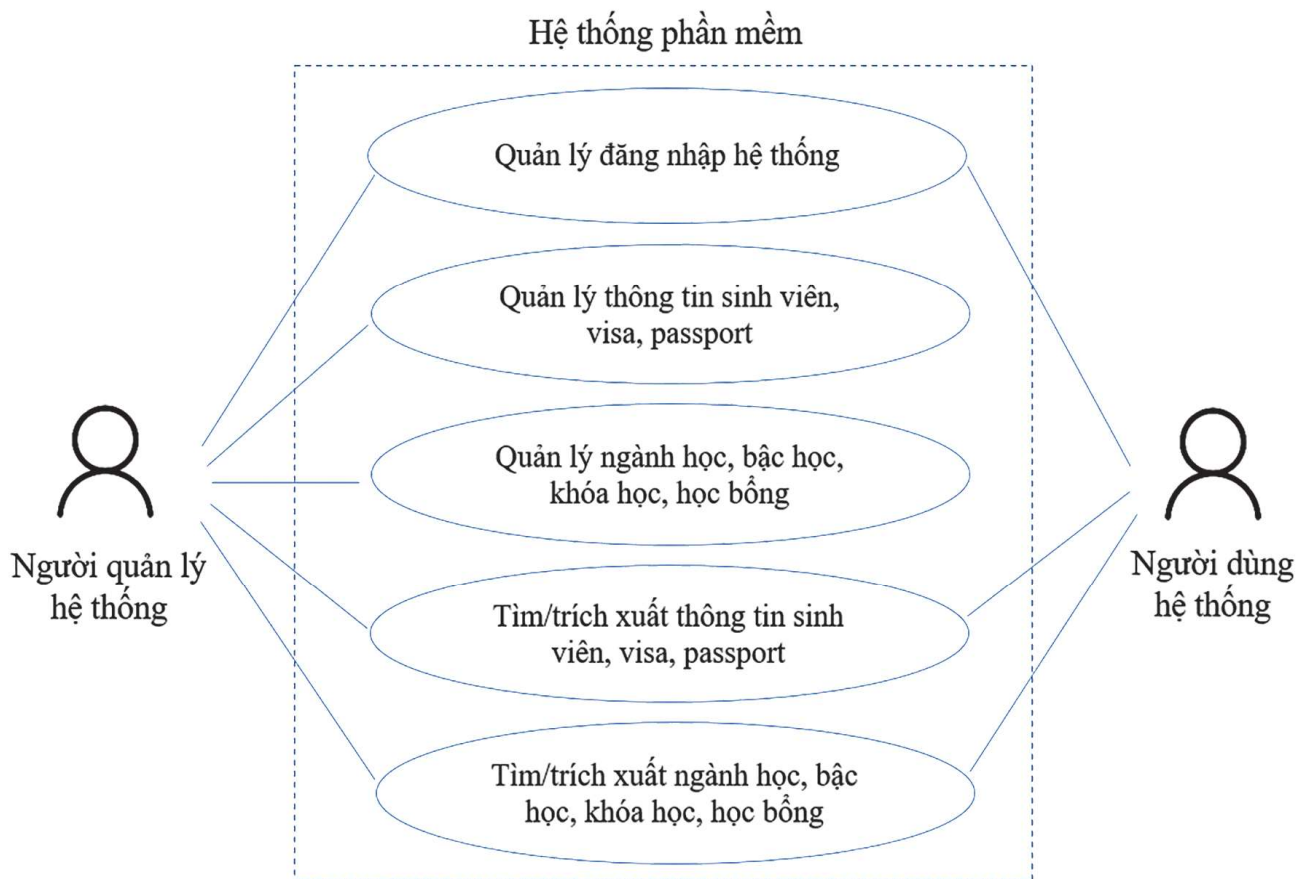 Hệ thống phần mềm
Quản lý đăng nhập hệ thống
Quản lý thông tin sinh viên,
visa, passport
Quản lý ngành học, bậc học,
khóa học, học bổng
Người quản lý
hệ thống
Người dùng
hệ thống
Tìm/trích xuất thông tin sinh
viên, visa, passport
Tìm/trích xuất ngành học, bậc
học, khóa học, học bổng